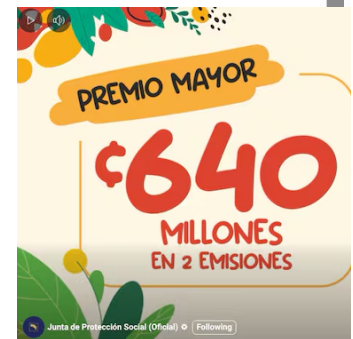 PREMIO MAYOR
₡640
MILLONES
EN 2 EMISIONES
Junta de Protección Social (Oficial)
Following